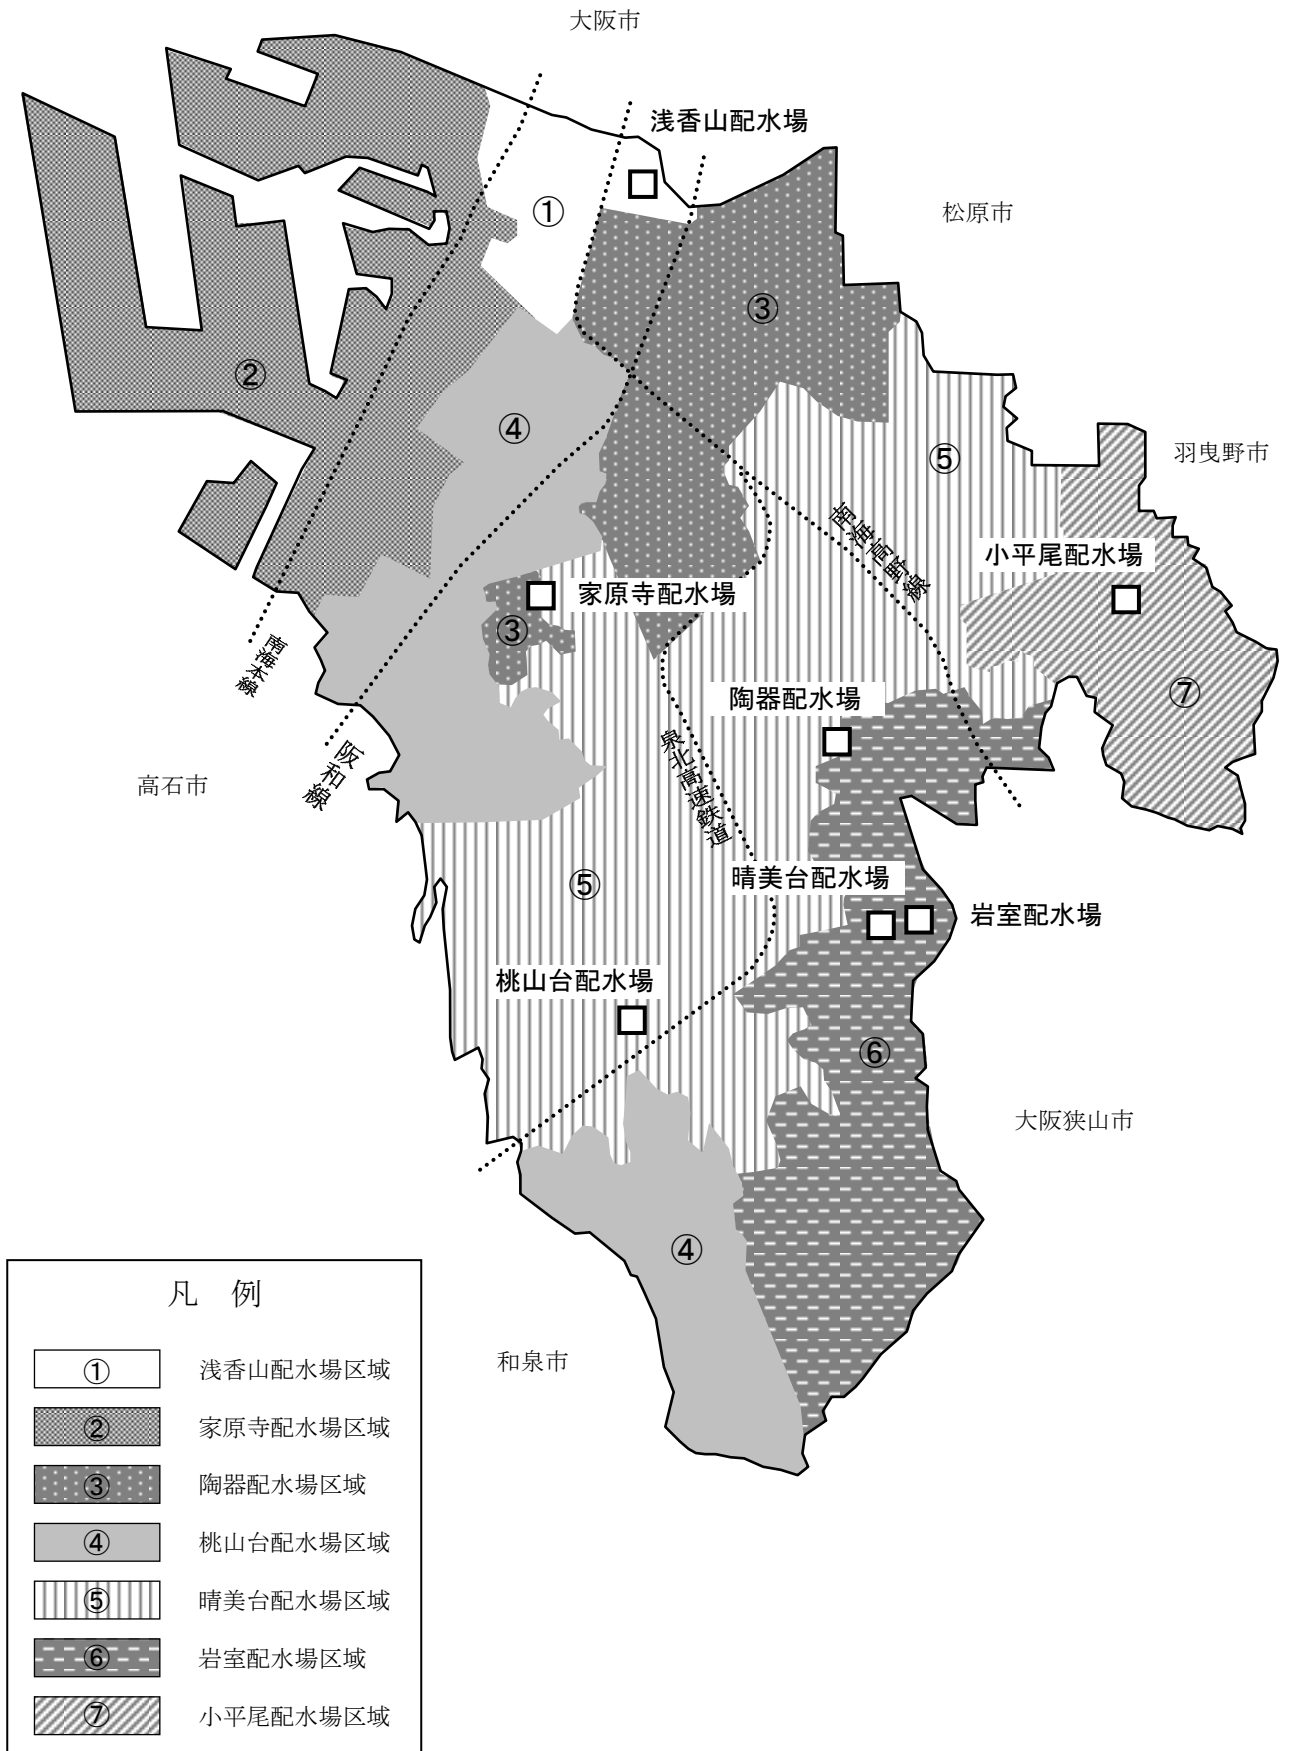 大阪市
浅香山配水場
①
松原市
③
②
④
⑤
羽曳野市
南海高野線
小平尾配水場
家原寺配水場
③
南海本線
⑦
陶器配水場
阪和線
泉北高速鉄道
高石市
晴美台配水場
⑤
岩室配水場
桃山台配水場
⑥
大阪狭山市
④
和泉市
凡 例
① 浅香山配水場区域
② 家原寺配水場区域
③ 陶器配水場区域
④ 桃山台配水場区域
⑤ 晴美台配水場区域
⑥ 岩室配水場区域
⑦ 小平尾配水場区域